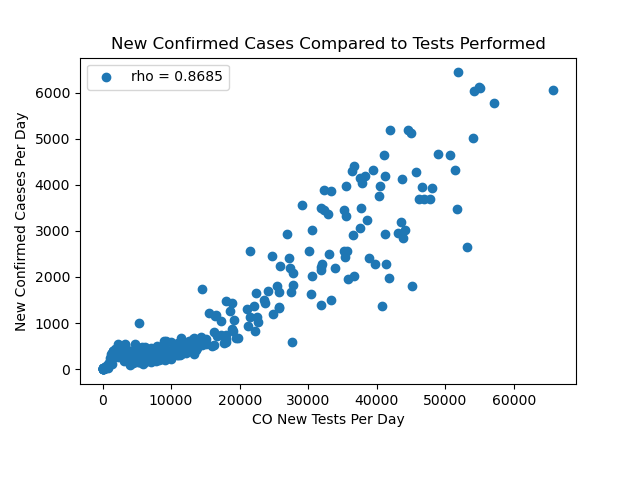 New Confirmed Cases Compared to Tests Performed
rho = 0.8685
New Confirmed Caeses Per Day
6000
5000
4000
3000
2000
1000
0
0 10000 20000 30000 40000 50000 60000
CO New Tests Per Day